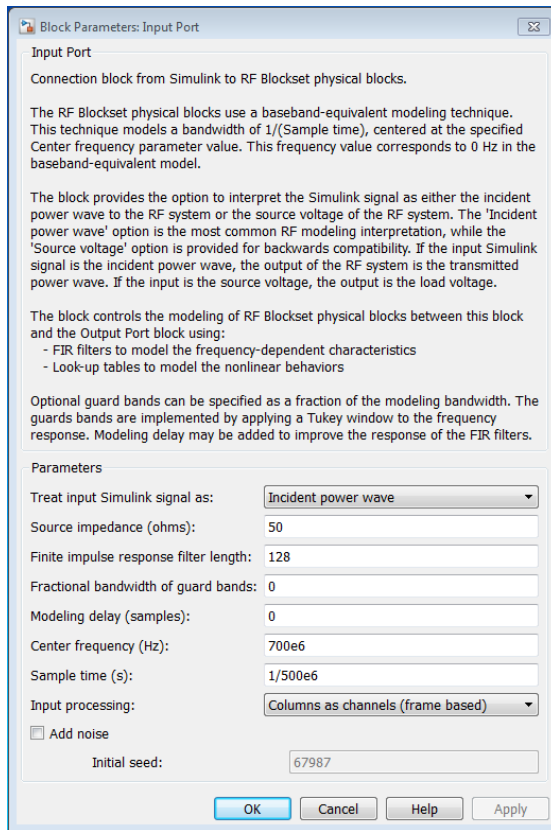 Block Parameters: Input Port
Input Port
Connection block from Simulink to RF Blockset physical blocks.
The RF Blockset physical blocks use a baseband-equivalent modeling technique.
This technique models a bandwidth of 1/(Sample time), centered at the specified
Center frequency parameter value. This frequency value corresponds to 0 Hz in the
baseband-equivalent model.
The block provides the option to interpret the Simulink signal as either the incident
power wave to the RF system or the source voltage of the RF system. The 'Incident
power wave' option is the most common RF modeling interpretation, while the
'Source voltage' option is provided for backwards compatibility. If the input Simulink
signal is the incident power wave, the output of the RF system is the transmitted
power wave. If the input is the source voltage, the output is the load voltage.
The block controls the modeling of RF Blockset physical blocks between this block
and the Output Port block using:
- FIR filters to model the frequency-dependent characteristics
- Look-up tables to model the nonlinear behaviors
Optional guard bands can be specified as a fraction of the modeling bandwidth. The
guards bands are implemented by applying a Tukey window to the frequency
response. Modeling delay may be added to improve the response of the FIR filters.
Parameters
Treat input Simulink signal as: Incident power wave
Source impedance (ohms): 50
Finite impulse response filter length: 128
Fractional bandwidth of guard bands: 0
Modeling delay (samples): 0
Center frequency (Hz): 700e6
Sample time (s): 1/500e6
Input processing: Columns as channels (frame based)
Add noise
Initial seed: 67987
OK Cancel Help Apply